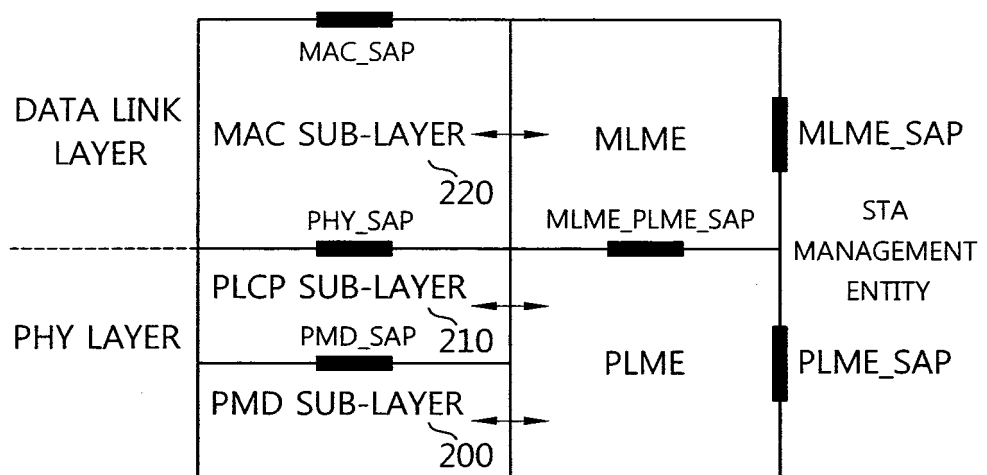 MAC_SAP
DATA LINK
LAYER
MAC SUB-LAYER
220
MLME
MLME_SAP
PHY_SAP
MLME_PLME_SAP
STA
MANAGEMENT
ENTITY
PLCP SUB-LAYER
210
PHY LAYER
PMD_SAP
PLME
PLME_SAP
PMD SUB-LAYER
200